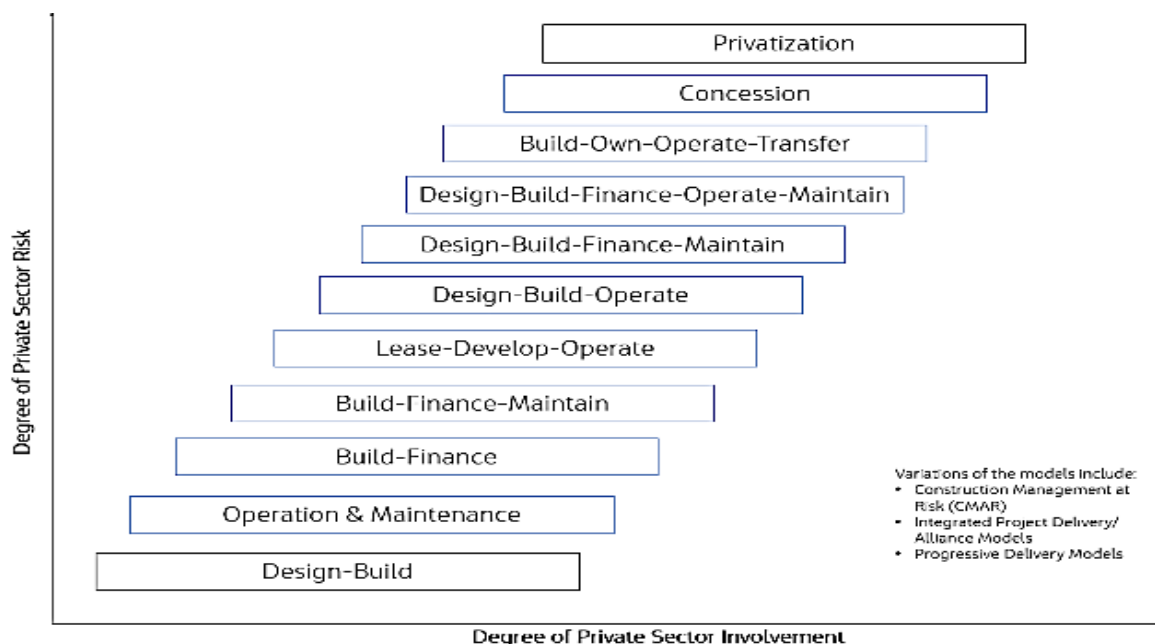 Privatization
Concession
Build-Own-Operate-Transfer
Design-Build-Finance-Operate-Maintain
Design-Build-Finance-Maintain
Design-Build-Operate
Lease-Develop-Operate
Build-Finance-Maintain
Build-Finance
Operation & Maintenance
Design-Build
Degree of Private Sector Risk
Variations of the models include:
• Construction Management at
Risk (CMAR)
• Integrated Project Delivery/
Alliance Models
• Progressive Delivery Models
Degree of Private Sector Involvement